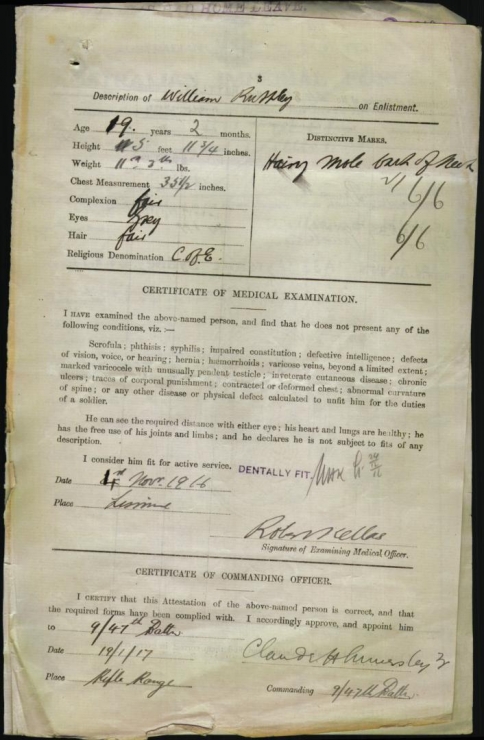 3
Description of William on Enlistment.
Age 19. years 2 months.
Height 5 feet 11 3/4 inches.
Weight lbs.
Chest Measurement 35 1/2 inches.
Complexion fair
Eyes Grey
Hair fair
Religious Denomination C of E.
DISTINCTIVE MARKS.
Hairy mole back of neck
6/6
6/6
CERTIFICATE OF MEDICAL EXAMINATION.
I HAVE examined the above-named person, and find that he does not present any of the
following conditions, viz. :—
Scrofula; phthisis; syphilis; impaired constitution; defective intelligence; defects
of vision, voice, or hearing; hernia; hæmorrhoids; varicose veins, beyond a limited extent;
marked varicocele with unusually pendent testicle; inveterate cutaneous disease; chronic
ulcers; traces of corporal punishment; contracted or deformed chest; abnormal curvature
of spine; or any other disease or physical defect calculated to unfit him for the duties
of a soldier.
He can see the required distance with either eye; his heart and lungs are healthy; he
has the free use of his joints and limbs; and he declares he is not subject to fits of any
description.
I consider him fit for active service. DENTALLY FIT.
Date Nov. 1916
Place Lismore
Signature of Examining Medical Officer.
CERTIFICATE OF COMMANDING OFFICER.
I CERTIFY that this Attestation of the above-named person is correct, and that
the required forms have been complied with. I accordingly approve, and appoint him
to 9/47th Battn
Date 19/1/17
Place Rifle Range
Commanding 9/47th Battn.